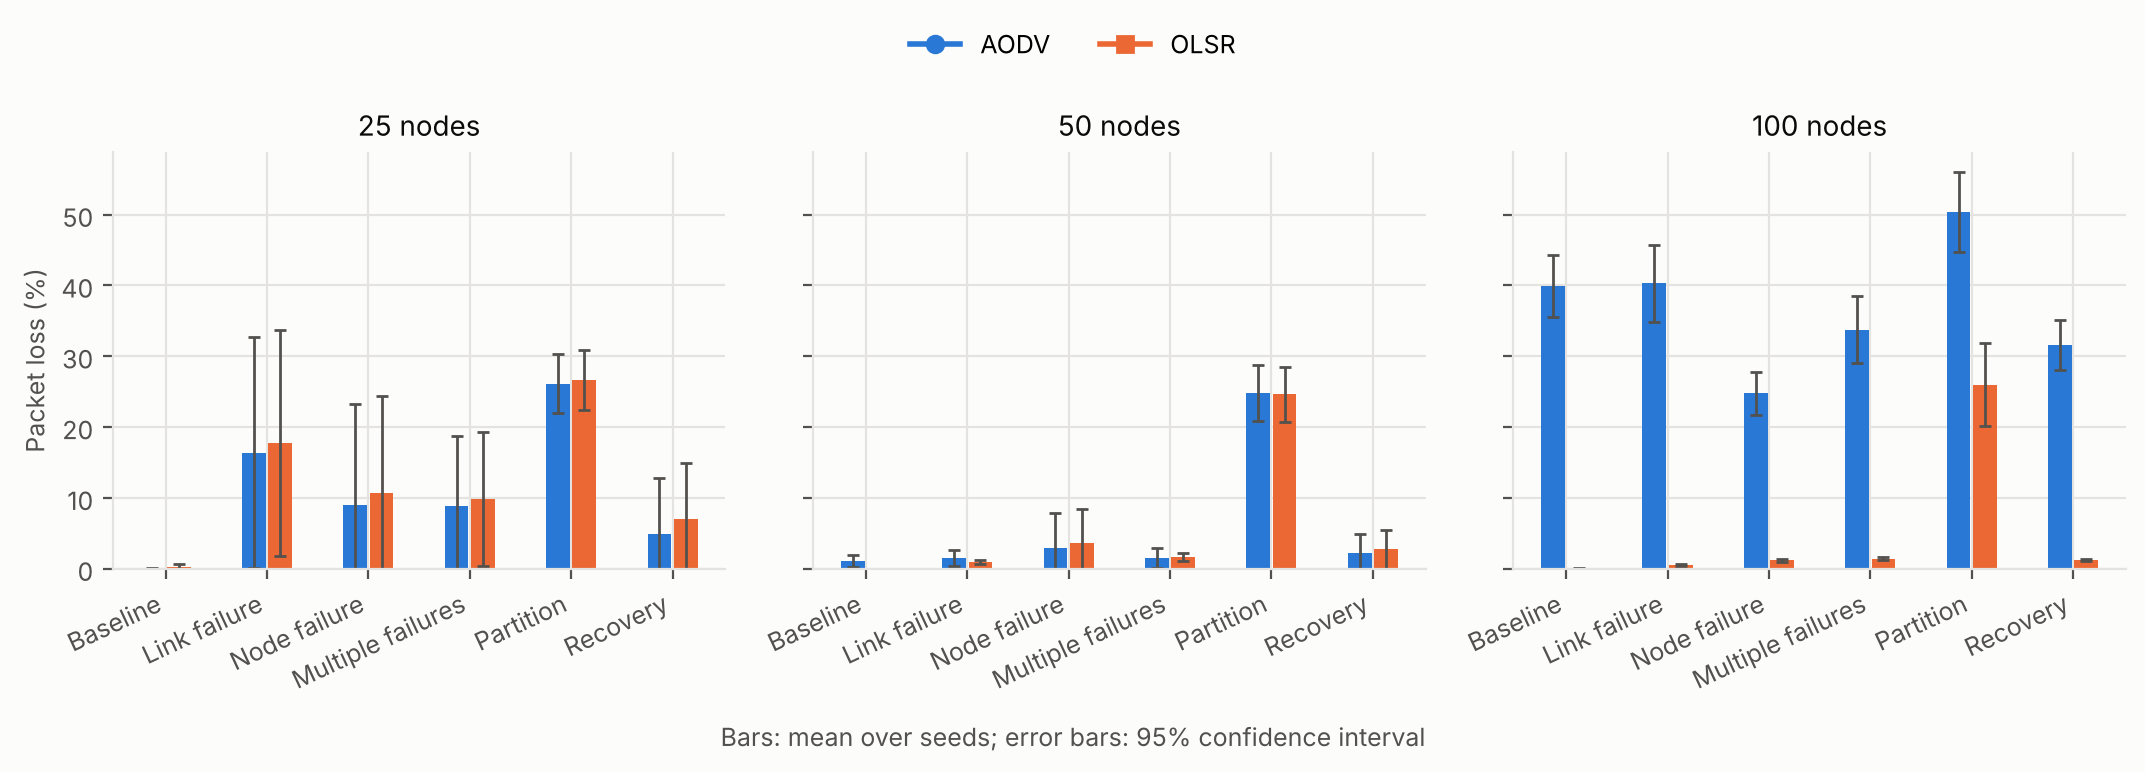 AODV
OLSR
25 nodes
50 nodes
100 nodes
Packet loss (%)
50
40
30
20
10
0
Baseline
Link failure
Node failure
Multiple failures
Partition
Recovery
Baseline
Link failure
Node failure
Multiple failures
Partition
Recovery
Baseline
Link failure
Node failure
Multiple failures
Partition
Recovery
Bars: mean over seeds; error bars: 95% confidence interval